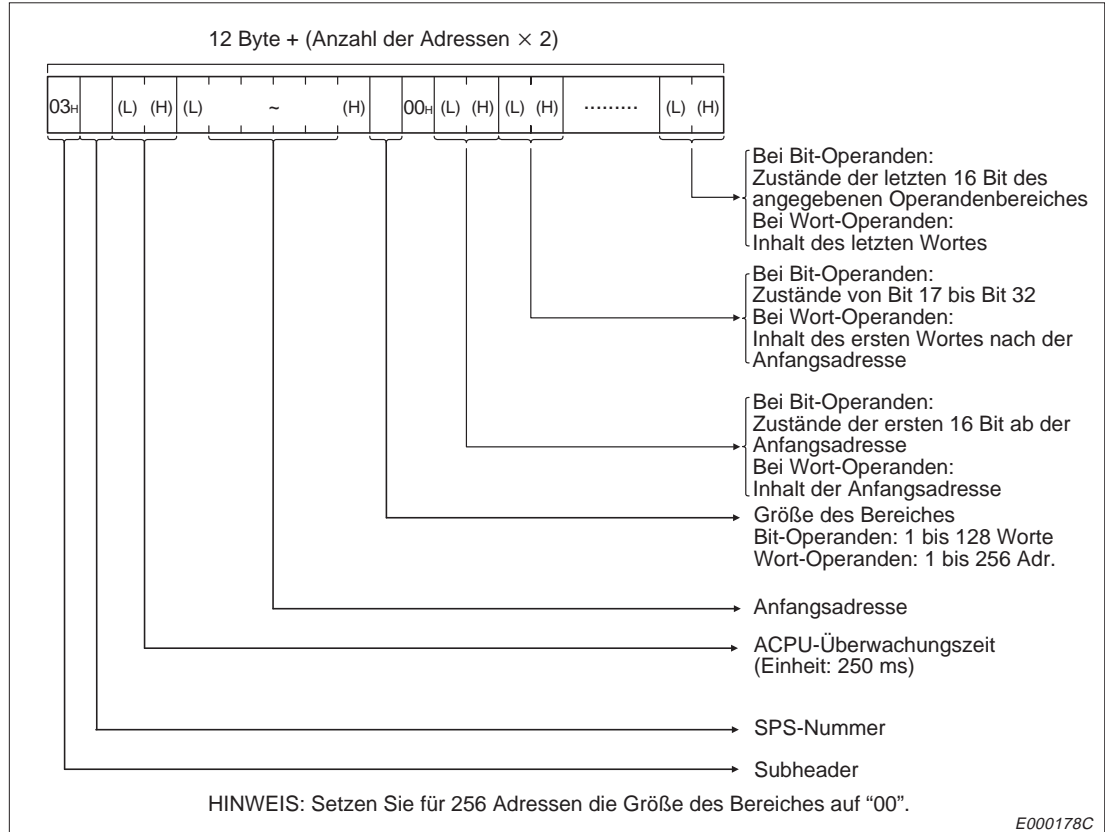 12 Byte + (Anzahl der Adressen × 2)
03H (L) (H) (L) ~ (H) 00H (L) (H) (L) (H) ......... (L) (H)
Bei Bit-Operanden:
Zustände der letzten 16 Bit des
angegebenen Operandenbereiches
Bei Wort-Operanden:
Inhalt des letzten Wortes
Bei Bit-Operanden:
Zustände von Bit 17 bis Bit 32
Bei Wort-Operanden:
Inhalt des ersten Wortes nach der
Anfangsadresse
Bei Bit-Operanden:
Zustände der ersten 16 Bit ab der
Anfangsadresse
Bei Wort-Operanden:
Inhalt der Anfangsadresse
Größe des Bereiches
Bit-Operanden: 1 bis 128 Worte
Wort-Operanden: 1 bis 256 Adr.
Anfangsadresse
ACPU-Überwachungszeit
(Einheit: 250 ms)
SPS-Nummer
Subheader
HINWEIS: Setzen Sie für 256 Adressen die Größe des Bereiches auf “00”.
E000178C